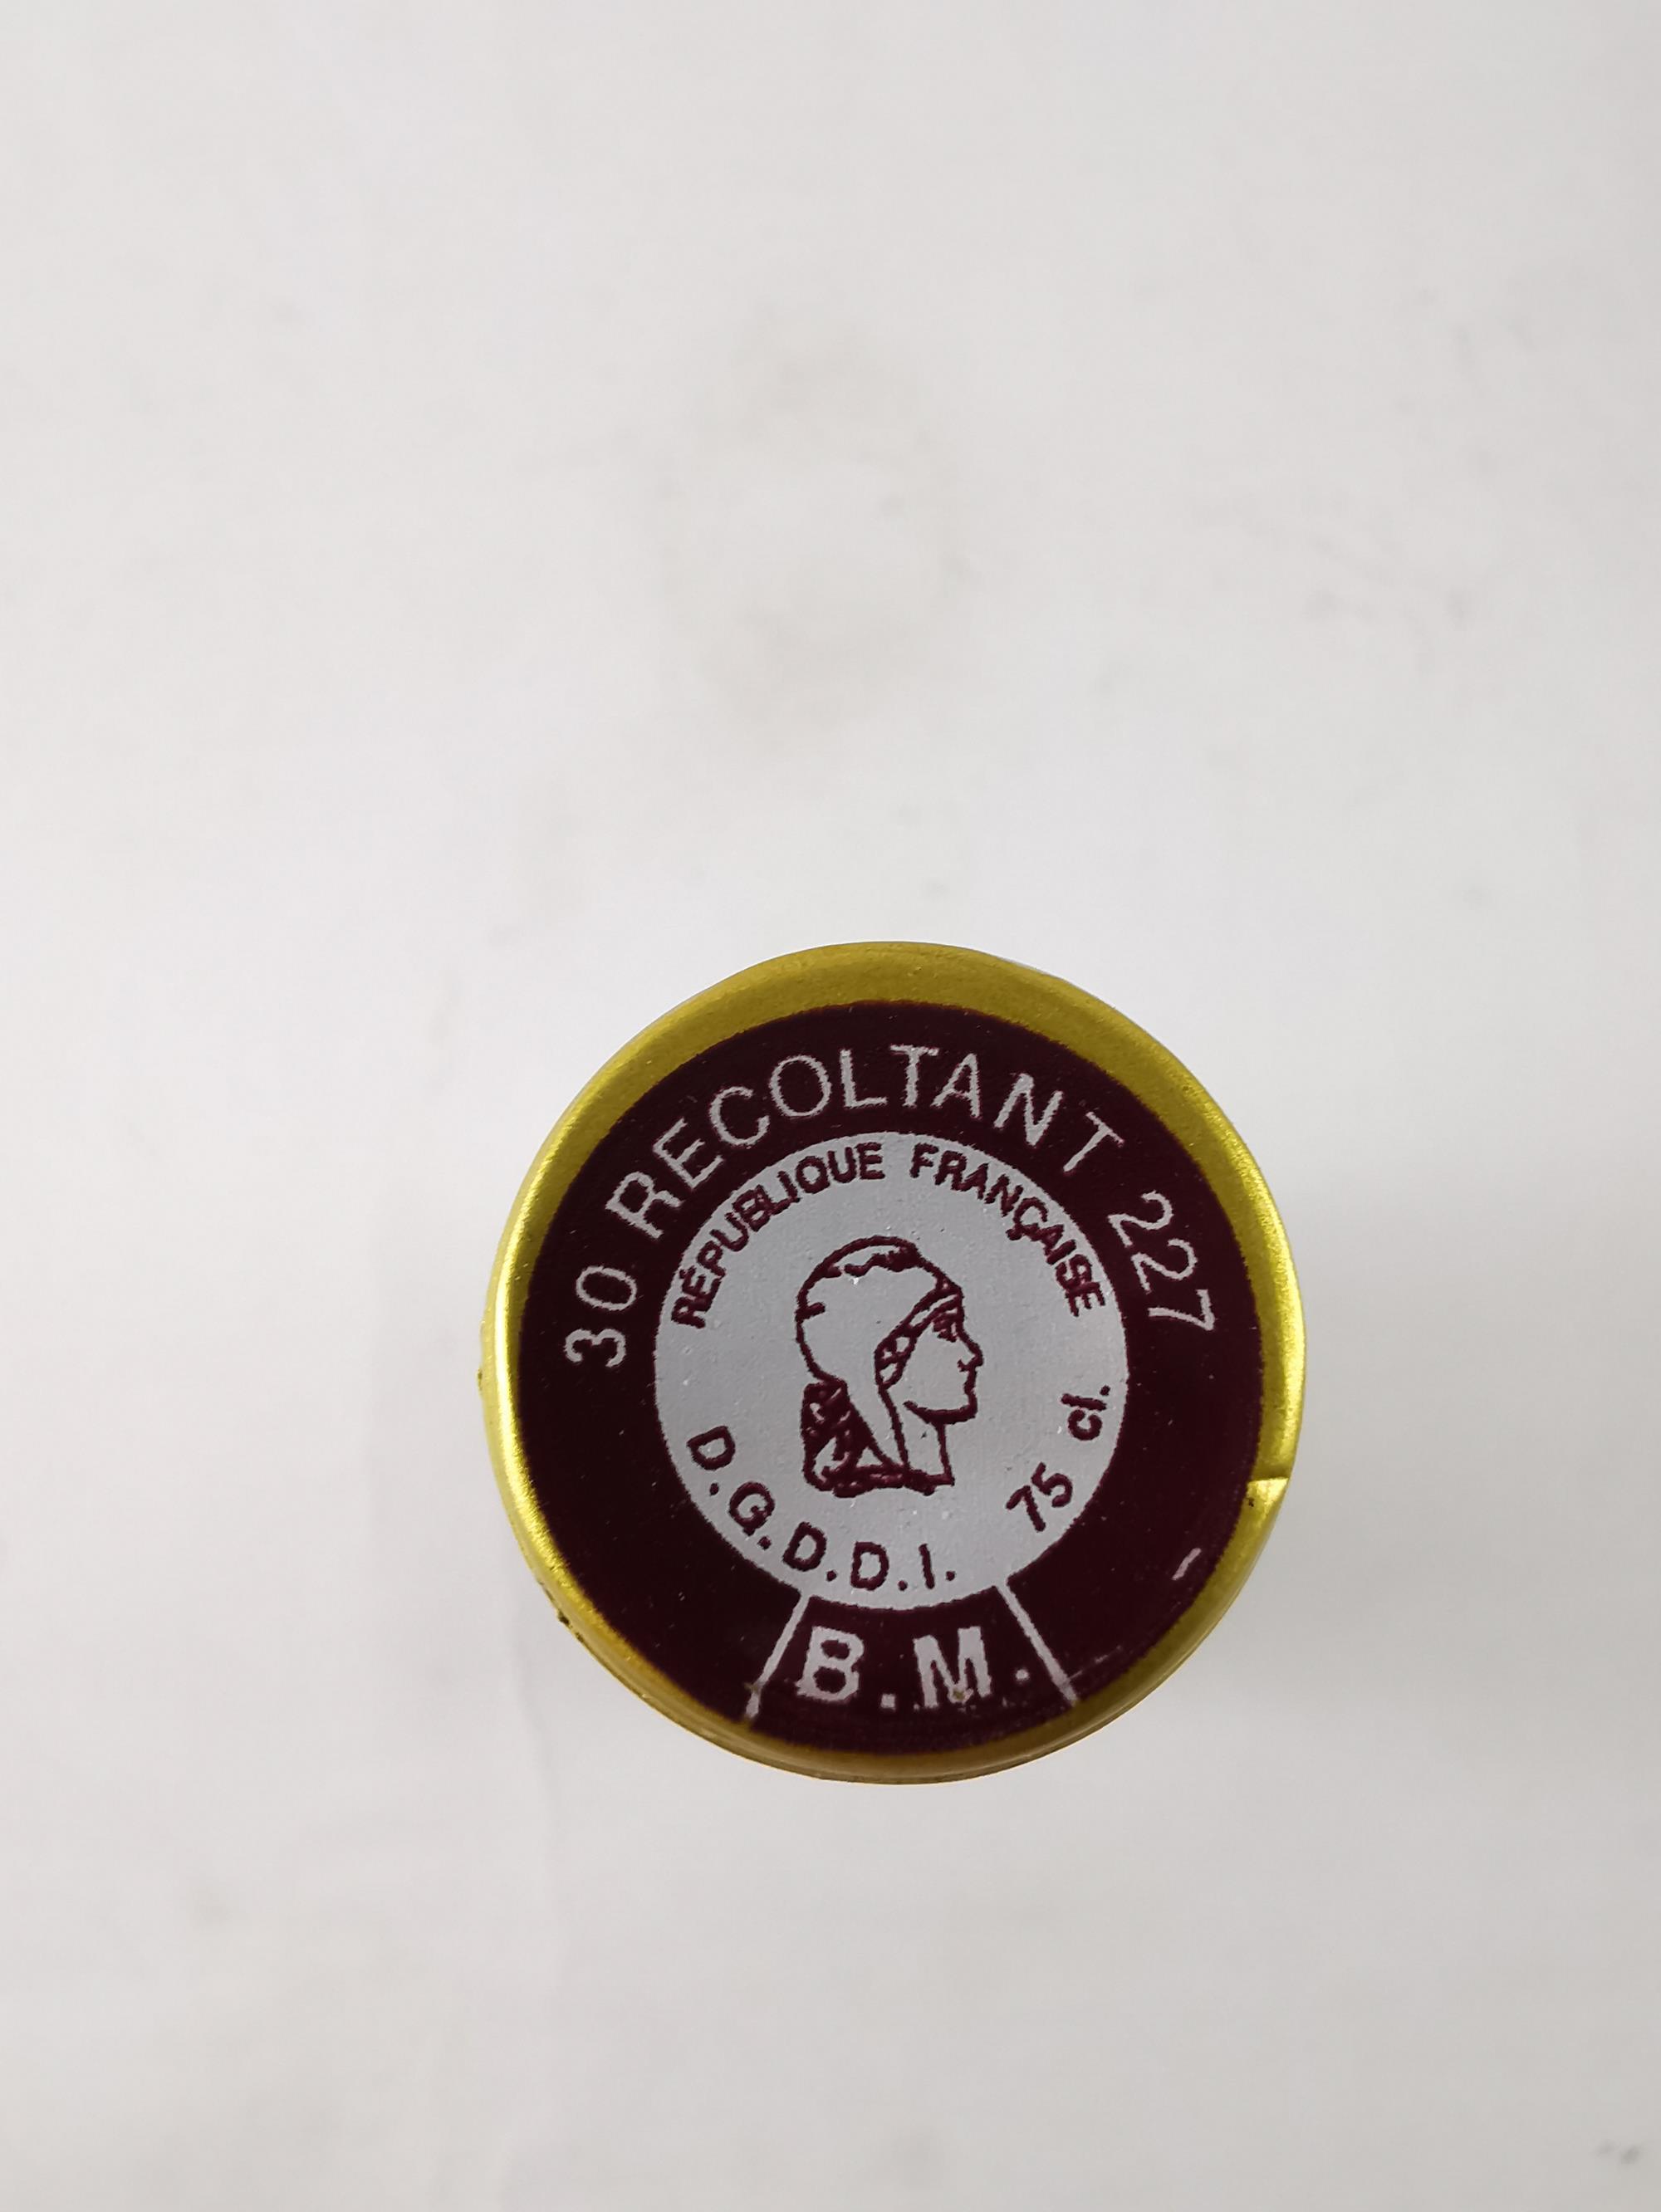 30 RECOLTANT 227
RÉPUBLIQUE FRANÇAISE
D.G.D.D.I. 75 cl.
B.M.